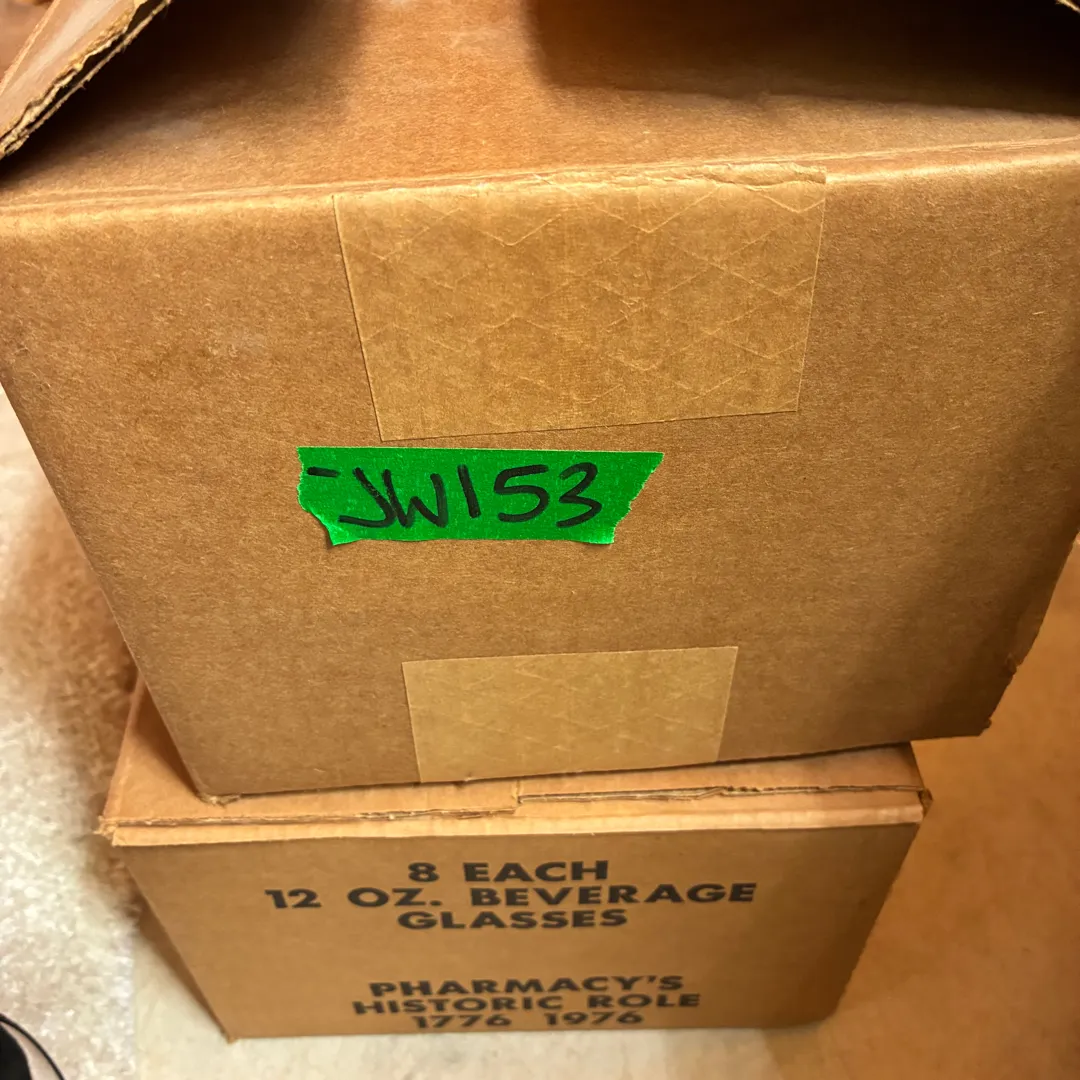 JW153
8 EACH
12 OZ. BEVERAGE
GLASSES
PHARMACY'S
HISTORIC ROLE
1776 1976